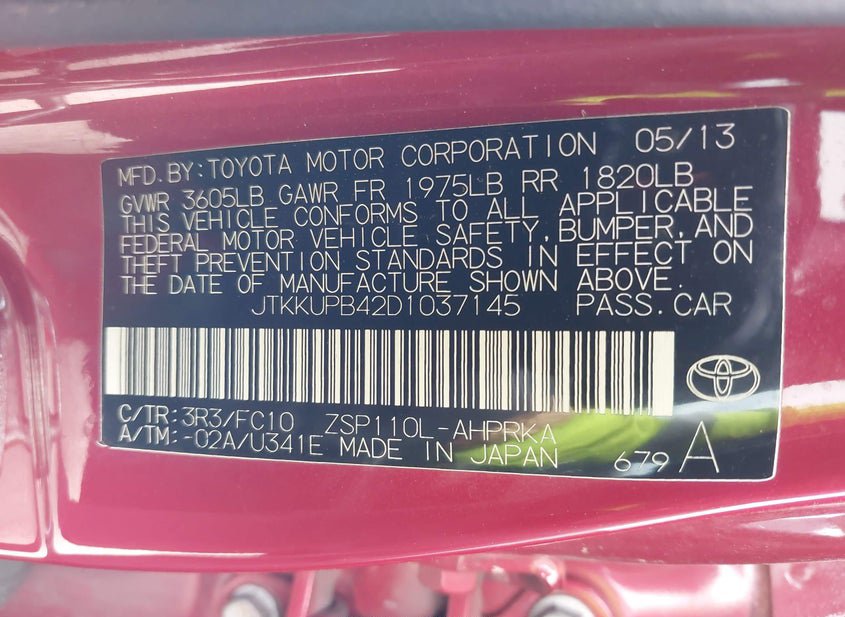 MFD.BY:TOYOTA MOTOR CORPORATION 05/13
GVWR 3605LB GAWR FR 1975LB RR 1820LB
THIS VEHICLE CONFORMS TO ALL APPLICABLE
FEDERAL MOTOR VEHICLE SAFETY, BUMPER, AND
THEFT PREVENTION STANDARDS IN EFFECT ON
THE DATE OF MANUFACTURE SHOWN ABOVE.
JTKKUPB42D1037145 PASS.CAR
C/TR:3R3/FC10 ZSP110L-AHPRKA
A/TM:-02A/U341E MADE IN JAPAN 679 A